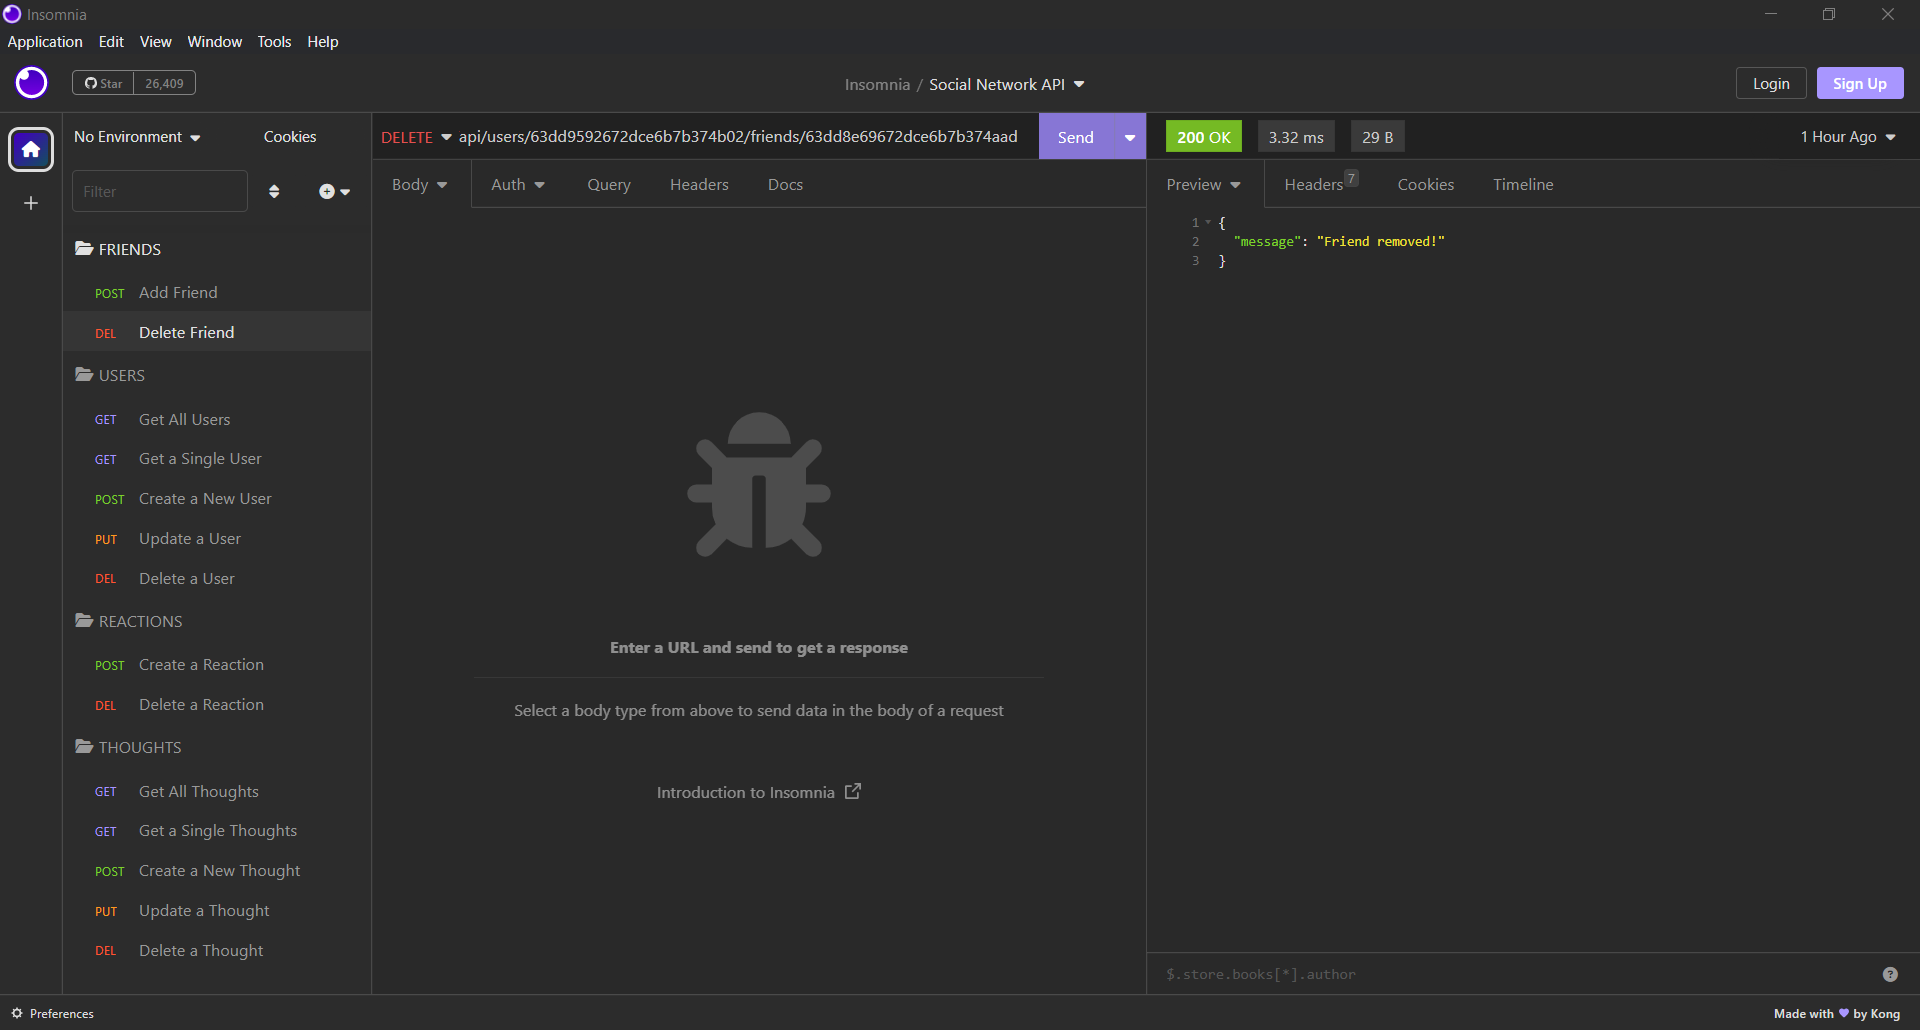 Insomnia
Application Edit View Window Tools Help
Star 26,409
Insomnia / Social Network API
Login Sign Up
No Environment Cookies
Filter
FRIENDS
POST Add Friend
DEL Delete Friend
USERS
GET Get All Users
GET Get a Single User
POST Create a New User
PUT Update a User
DEL Delete a User
REACTIONS
POST Create a Reaction
DEL Delete a Reaction
THOUGHTS
GET Get All Thoughts
GET Get a Single Thoughts
POST Create a New Thought
PUT Update a Thought
DEL Delete a Thought
DELETE api/users/63dd9592672dce6b7b374b02/friends/63dd8e69672dce6b7b374aad Send
Body Auth Query Headers Docs
Enter a URL and send to get a response
Select a body type from above to send data in the body of a request
Introduction to Insomnia
200 OK 3.32 ms 29 B 1 Hour Ago
Preview Headers 7 Cookies Timeline
1 {
2 "message": "Friend removed!"
3 }
$.store.books[*].author
Preferences
Made with by Kong